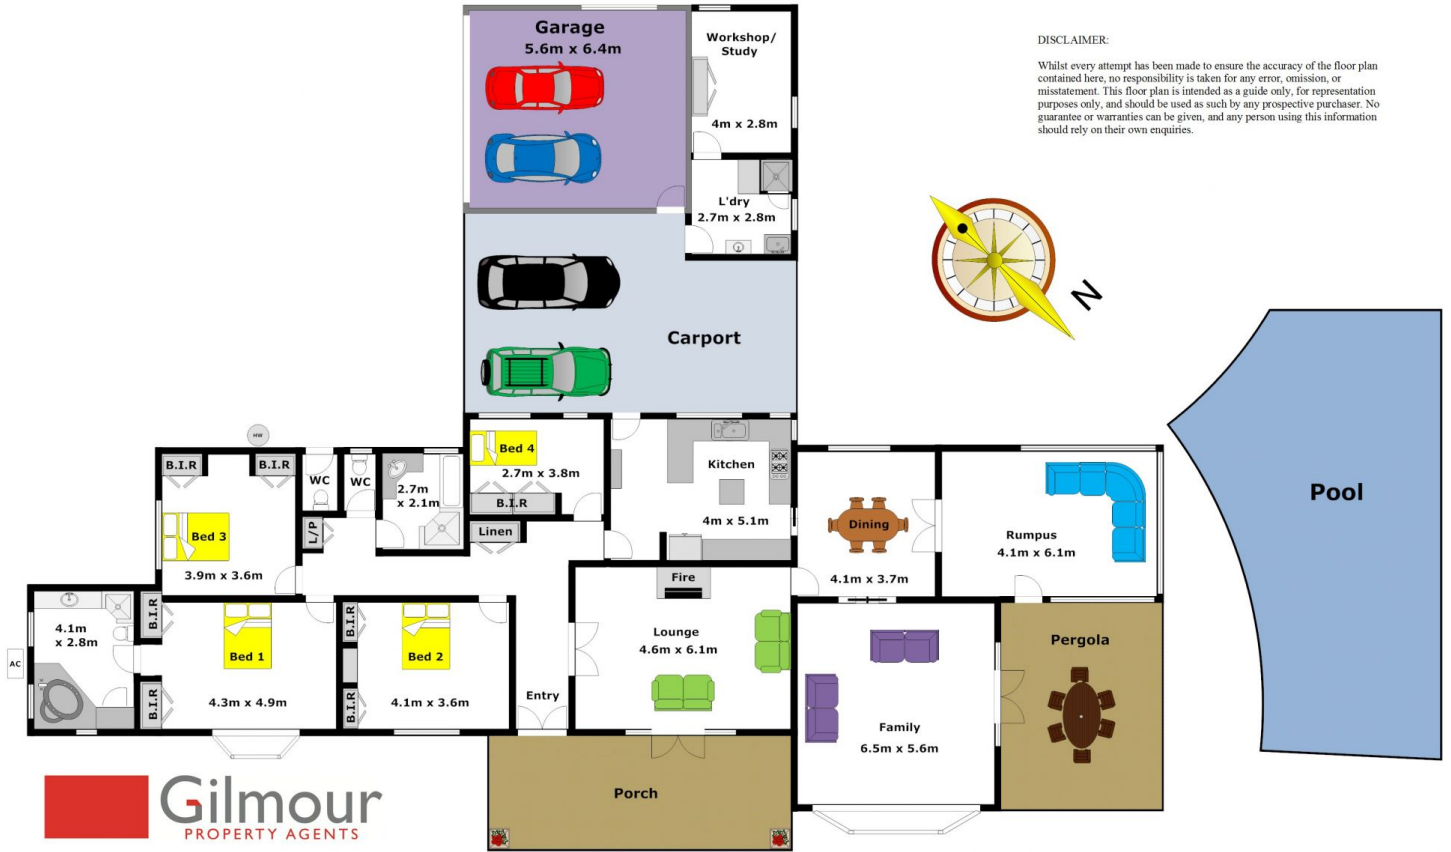 Garage
5.6m x 6.4m
Workshop/
Study
4m x 2.8m
L'dry
2.7m x 2.8m
DISCLAIMER:
Whilst every attempt has been made to ensure the accuracy of the floor plan
contained here, no responsibility is taken for any error, omission, or
misstatement. This floor plan is intended as a guide only, for representation
purposes only, and should be used as such by any prospective purchaser. No
guarantee or warranties can be given, and any person using this information
should rely on their own enquiries.
N
Carport
HW
B.I.R
B.I.R
WC
WC
2.7m
x 2.1m
Bed 4
2.7m x 3.8m
B.I.R
Kitchen
4m x 5.1m
Dining
4.1m x 3.7m
Rumpus
4.1m x 6.1m
Pool
Bed 3
3.9m x 3.6m
L/P
Linen
Fire
4.1m
x 2.8m
AC
B.I.R
B.I.R
Bed 1
4.3m x 4.9m
B.I.R
B.I.R
Bed 2
4.1m x 3.6m
Entry
Lounge
4.6m x 6.1m
Family
6.5m x 5.6m
Pergola
Porch
Gilmour
PROPERTY AGENTS